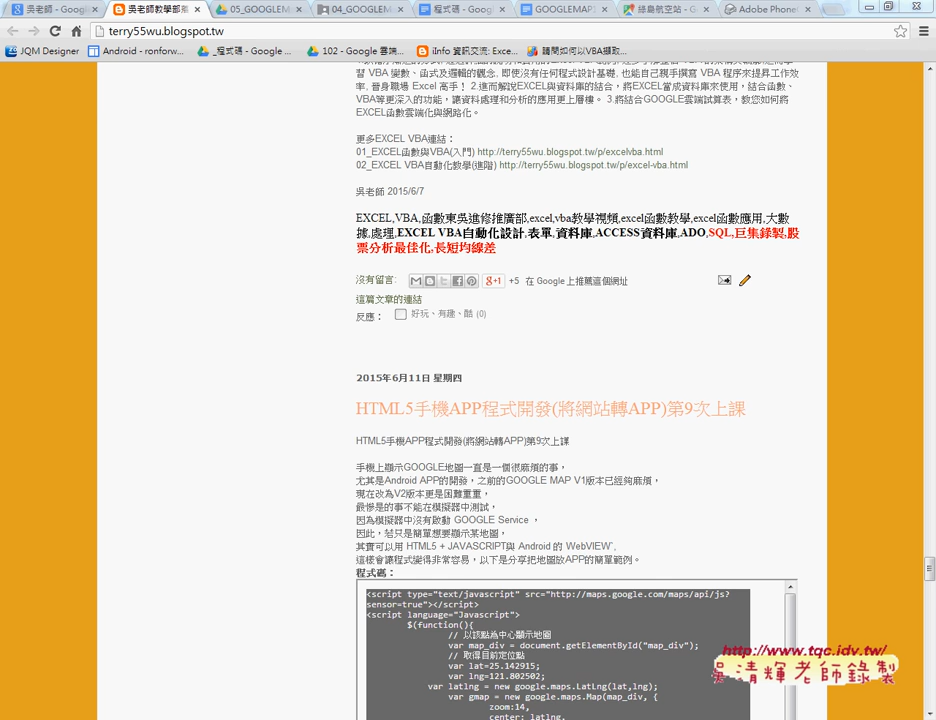 吳老師 - Googl
吳老師教學部落
05_GOOGLEM
04_GOOGLEM
程式碼 - Googl
GOOGLEMAP
綠島航空站 - G
Adobe PhoneG
terry55wu.blogspot.tw
JQM Designer
Android - ronforw...
_程式碼 - Google ...
102 - Google 雲端...
iInfo 資訊交流: Exce...
請問如何以VBA擷取...
習 VBA 變數、函式及邏輯的觀念, 即使沒有任何程式設計基礎, 也能自己親手撰寫 VBA 程序來提昇工作效
率, 晉身職場 Excel 高手！ 2.進而解說EXCEL與資料庫的結合，將EXCEL當成資料庫來使用，結合函數、
VBA等更深入的功能，讓資料處理和分析的應用更上層樓。 3.將結合GOOGLE雲端試算表，教您如何將
EXCEL函數雲端化與網路化。
更多EXCEL VBA連結：
01_EXCEL函數與VBA(入門) http://terry55wu.blogspot.tw/p/excelvba.html
02_EXCEL VBA自動化教學(進階) http://terry55wu.blogspot.tw/p/excel-vba.html
吳老師 2015/6/7
EXCEL,VBA,函數東吳進修推廣部,excel,vba教學視頻,excel函數教學,excel函數應用,大數
據,處理,EXCEL VBA自動化設計,表單,資料庫,ACCESS資料庫,ADO,SQL,巨集錄製,股
票分析最佳化,長短均線差
沒有留言:
g+1 +5 在 Google 上推薦這個網址
這篇文章的連結
反應： 好玩、有趣、酷 (0)
2015年6月11日 星期四
HTML5手機APP程式開發(將網站轉APP)第9次上課
HTML5手機APP程式開發(將網站轉APP)第9次上課
手機上顯示GOOGLE地圖一直是一個很麻煩的事，
尤其是Android APP的開發，之前的GOOGLE MAP V1版本已經夠麻煩，
現在改為V2版本更是困難重重，
最慘是的事不能在模擬器中測試，
因為模擬器中沒有啟動 GOOGLE Service ，
因此，若只是簡單想要顯示某地圖，
其實可以用 HTML5 + JAVASCRIPT與 Android 的 WebVIEW~,
這樣會讓程式變得非常容易，以下是分享把地圖放APP的簡單範例。
程式碼：
<script type="text/javascript" src="http://maps.google.com/maps/api/js?
sensor=true"></script>
<script language="Javascript">
$(function(){
// 以該點為中心顯示地圖
var map_div = document.getElementById("map_div");
// 取得目前定位點
var lat=25.142915;
var lng=121.802502;
var latlng = new google.maps.LatLng(lat,lng);
var gmap = new google.maps.Map(map_div, {
zoom:14,
center: latlng,
http://www.tqc.idv.tw/
吳清輝老師錄製